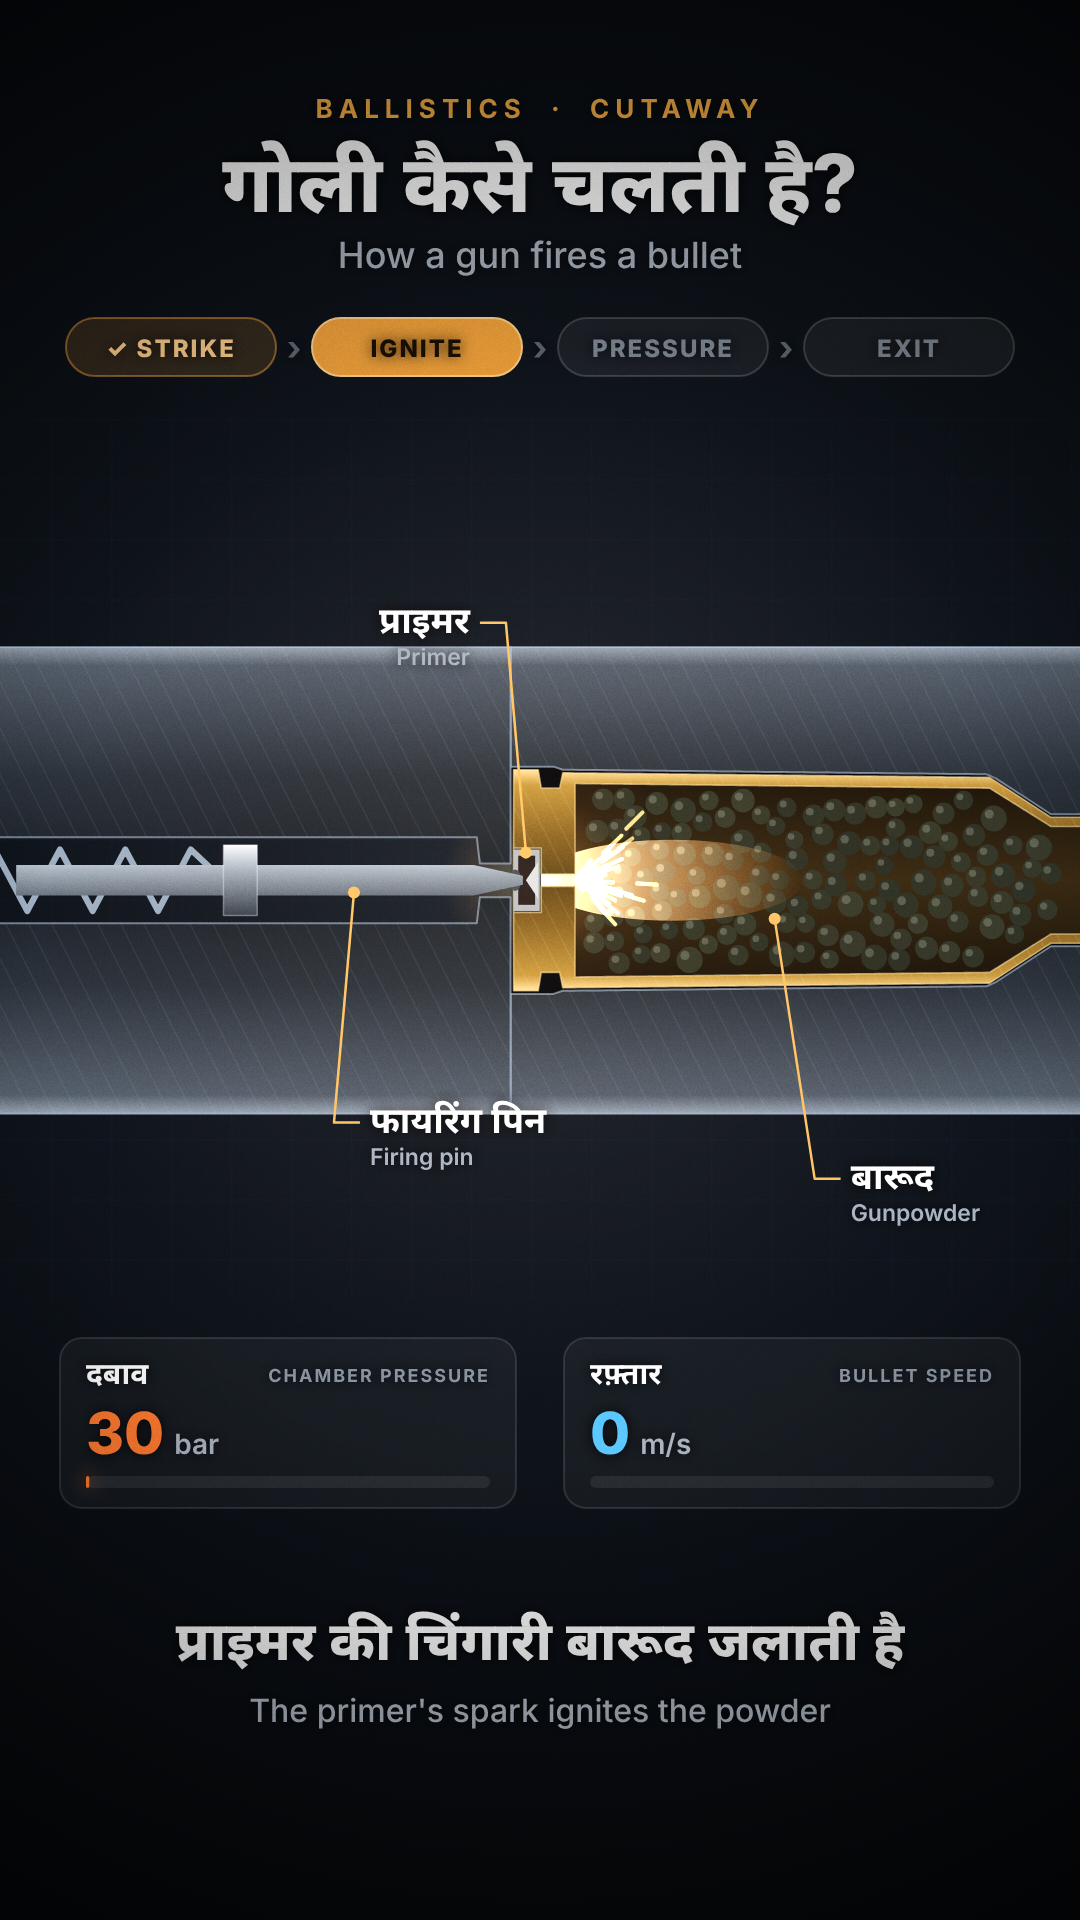 BALLISTICS · CUTAWAY
गोली कैसे चलती है?
How a gun fires a bullet
✓ STRIKE › IGNITE › PRESSURE › EXIT
प्राइमर
Primer
फायरिंग पिन
Firing pin
बारूद
Gunpowder
दबाव CHAMBER PRESSURE
30 bar
रफ़्तार BULLET SPEED
0 m/s
प्राइमर की चिंगारी बारूद जलाती है
The primer's spark ignites the powder